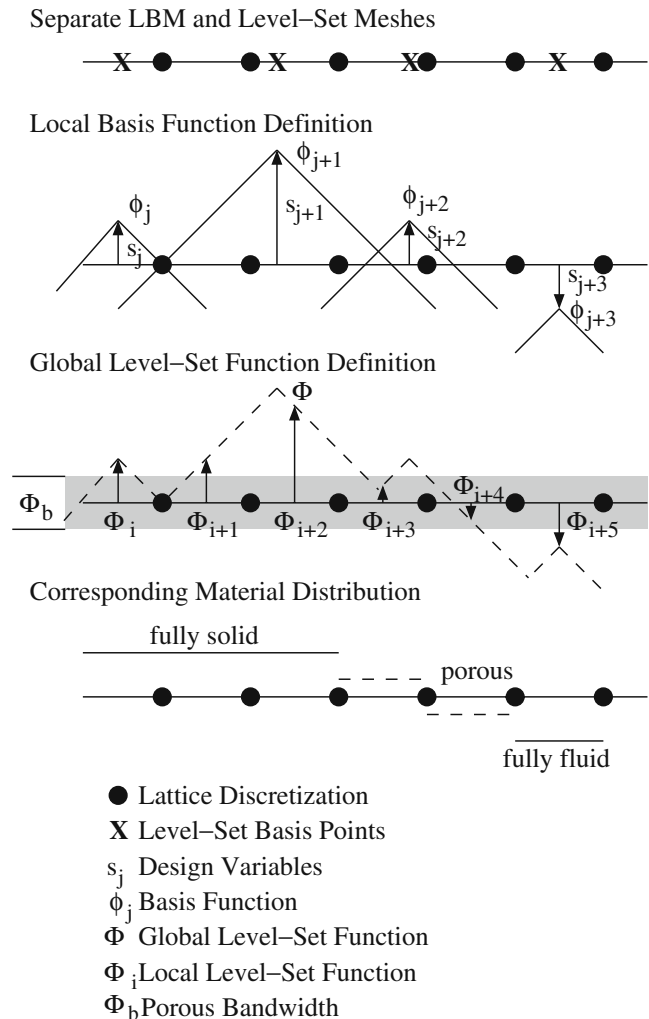 Separate LBM and Level−Set Meshes
X X X X
Local Basis Function Definition
ϕj+1
ϕj ϕj+2
sj sj+1 sj+2
sj+3
ϕj+3
Global Level−Set Function Definition
Φ
Φb Φi+4
Φi Φi+1 Φi+2 Φi+3 Φi+5
Corresponding Material Distribution
fully solid
porous
fully fluid
Lattice Discretization
X Level−Set Basis Points
sj Design Variables
ϕj Basis Function
Φ Global Level−Set Function
Φi Local Level−Set Function
Φb Porous Bandwidth